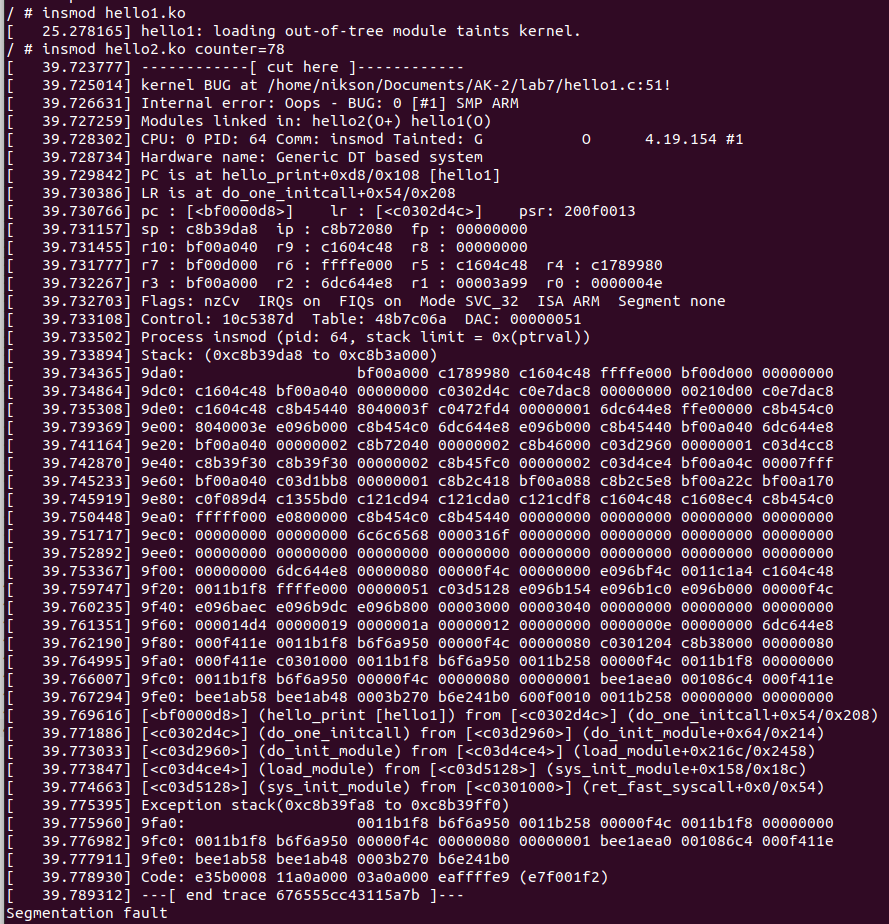 / # insmod hello1.ko
[   25.278165] hello1: loading out-of-tree module taints kernel.
/ # insmod hello2.ko counter=78
[   39.723777] ------------[ cut here ]------------
[   39.725014] kernel BUG at /home/nikson/Documents/AK-2/lab7/hello1.c:51!
[   39.726631] Internal error: Oops - BUG: 0 [#1] SMP ARM
[   39.727259] Modules linked in: hello2(O+) hello1(O)
[   39.728302] CPU: 0 PID: 64 Comm: insmod Tainted: G           O      4.19.154 #1
[   39.728734] Hardware name: Generic DT based system
[   39.729842] PC is at hello_print+0xd8/0x108 [hello1]
[   39.730386] LR is at do_one_initcall+0x54/0x208
[   39.730766] pc : [<bf0000d8>]    lr : [<c0302d4c>]    psr: 200f0013
[   39.731157] sp : c8b39da8  ip : c8b72080  fp : 00000000
[   39.731455] r10: bf00a040  r9 : c1604c48  r8 : 00000000
[   39.731777] r7 : bf00d000  r6 : ffffe000  r5 : c1604c48  r4 : c1789980
[   39.732267] r3 : bf00a000  r2 : 6dc644e8  r1 : 00003a99  r0 : 0000004e
[   39.732703] Flags: nzCv  IRQs on  FIQs on  Mode SVC_32  ISA ARM  Segment none
[   39.733108] Control: 10c5387d  Table: 48b7c06a  DAC: 00000051
[   39.733502] Process insmod (pid: 64, stack limit = 0x(ptrval))
[   39.733894] Stack: (0xc8b39da8 to 0xc8b3a000)
[   39.734365] 9da0:                   bf00a000 c1789980 c1604c48 ffffe000 bf00d000 00000000
[   39.734864] 9dc0: c1604c48 bf00a040 00000000 c0302d4c c0e7dac8 00000000 00210d00 c0e7dac8
[   39.735308] 9de0: c1604c48 c8b45440 8040003f c0472fd4 00000001 6dc644e8 ffe00000 c8b454c0
[   39.739369] 9e00: 8040003e e096b000 c8b454c0 6dc644e8 e096b000 c8b45440 bf00a040 6dc644e8
[   39.741164] 9e20: bf00a040 00000002 c8b72040 00000002 c8b46000 c03d2960 00000001 c03d4cc8
[   39.742870] 9e40: c8b39f30 c8b39f30 00000002 c8b45fc0 00000002 c03d4ce4 bf00a04c 00007fff
[   39.745233] 9e60: bf00a040 c03d1bb8 00000001 c8b2c418 bf00a088 c8b2c5e8 bf00a22c bf00a170
[   39.745919] 9e80: c0f089d4 c1355bd0 c121cd94 c121cda0 c121cdf8 c1604c48 c1608ec4 c8b454c0
[   39.750448] 9ea0: fffff000 e0800000 c8b454c0 c8b45440 00000000 00000000 00000000 00000000
[   39.751717] 9ec0: 00000000 00000000 6c6c6568 0000316f 00000000 00000000 00000000 00000000
[   39.752892] 9ee0: 00000000 00000000 00000000 00000000 00000000 00000000 00000000 00000000
[   39.753367] 9f00: 00000000 6dc644e8 00000080 00000f4c 00000000 e096bf4c 0011c1a4 c1604c48
[   39.759747] 9f20: 0011b1f8 ffffe000 00000051 c03d5128 e096b154 e096b1c0 e096b000 00000f4c
[   39.760235] 9f40: e096baec e096b9dc e096b800 00003000 00003040 00000000 00000000 00000000
[   39.761351] 9f60: 000014d4 00000019 0000001a 00000012 00000000 0000000e 00000000 6dc644e8
[   39.762190] 9f80: 000f411e 0011b1f8 b6f6a950 00000f4c 00000080 c0301204 c8b38000 00000080
[   39.764995] 9fa0: 000f411e c0301000 0011b1f8 b6f6a950 0011b258 00000f4c 0011b1f8 00000000
[   39.766007] 9fc0: 0011b1f8 b6f6a950 00000f4c 00000080 00000001 bee1aea0 001086c4 000f411e
[   39.767294] 9fe0: bee1ab58 bee1ab48 0003b270 b6e241b0 600f0010 0011b258 00000000 00000000
[   39.769616] [<bf0000d8>] (hello_print [hello1]) from [<c0302d4c>] (do_one_initcall+0x54/0x208)
[   39.771886] [<c0302d4c>] (do_one_initcall) from [<c03d2960>] (do_init_module+0x64/0x214)
[   39.773033] [<c03d2960>] (do_init_module) from [<c03d4ce4>] (load_module+0x216c/0x2458)
[   39.773847] [<c03d4ce4>] (load_module) from [<c03d5128>] (sys_init_module+0x158/0x18c)
[   39.774663] [<c03d5128>] (sys_init_module) from [<c0301000>] (ret_fast_syscall+0x0/0x54)
[   39.775395] Exception stack(0xc8b39fa8 to 0xc8b39ff0)
[   39.775960] 9fa0:                   0011b1f8 b6f6a950 0011b258 00000f4c 0011b1f8 00000000
[   39.776982] 9fc0: 0011b1f8 b6f6a950 00000f4c 00000080 00000001 bee1aea0 001086c4 000f411e
[   39.777911] 9fe0: bee1ab58 bee1ab48 0003b270 b6e241b0
[   39.778930] Code: e35b0008 11a0a000 03a0a000 eaffffe9 (e7f001f2)
[   39.789312] ---[ end trace 676555cc43115a7b ]---
Segmentation fault